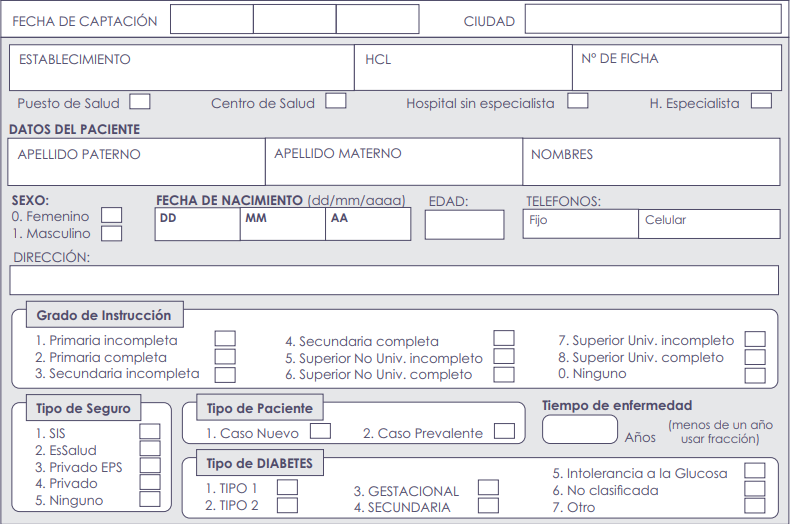 FECHA DE CAPTACIÓN CIUDAD
ESTABLECIMIENTO HCL Nº DE FICHA
Puesto de Salud Centro de Salud Hospital sin especialista H. Especialista
DATOS DEL PACIENTE
APELLIDO PATERNO APELLIDO MATERNO NOMBRES
SEXO: FECHA DE NACIMIENTO (dd/mm/aaaa) EDAD: TELEFONOS:
0. Femenino DD MM AA Fijo Celular
1. Masculino
DIRECCIÓN:
Grado de Instrucción
1. Primaria incompleta 4. Secundaria completa 7. Superior Univ. incompleto
2. Primaria completa 5. Superior No Univ. incompleto 8. Superior Univ. completo
3. Secundaria incompleta 6. Superior No Univ. completo 0. Ninguno
Tipo de Seguro
1. SIS
2. EsSalud
3. Privado EPS
4. Privado
5. Ninguno
Tipo de Paciente
1. Caso Nuevo 2. Caso Prevalente
Tiempo de enfermedad
Años (menos de un año
usar fracción)
Tipo de DIABETES
1. TIPO 1 3. GESTACIONAL 5. Intolerancia a la Glucosa
2. TIPO 2 4. SECUNDARIA 6. No clasificada
7. Otro